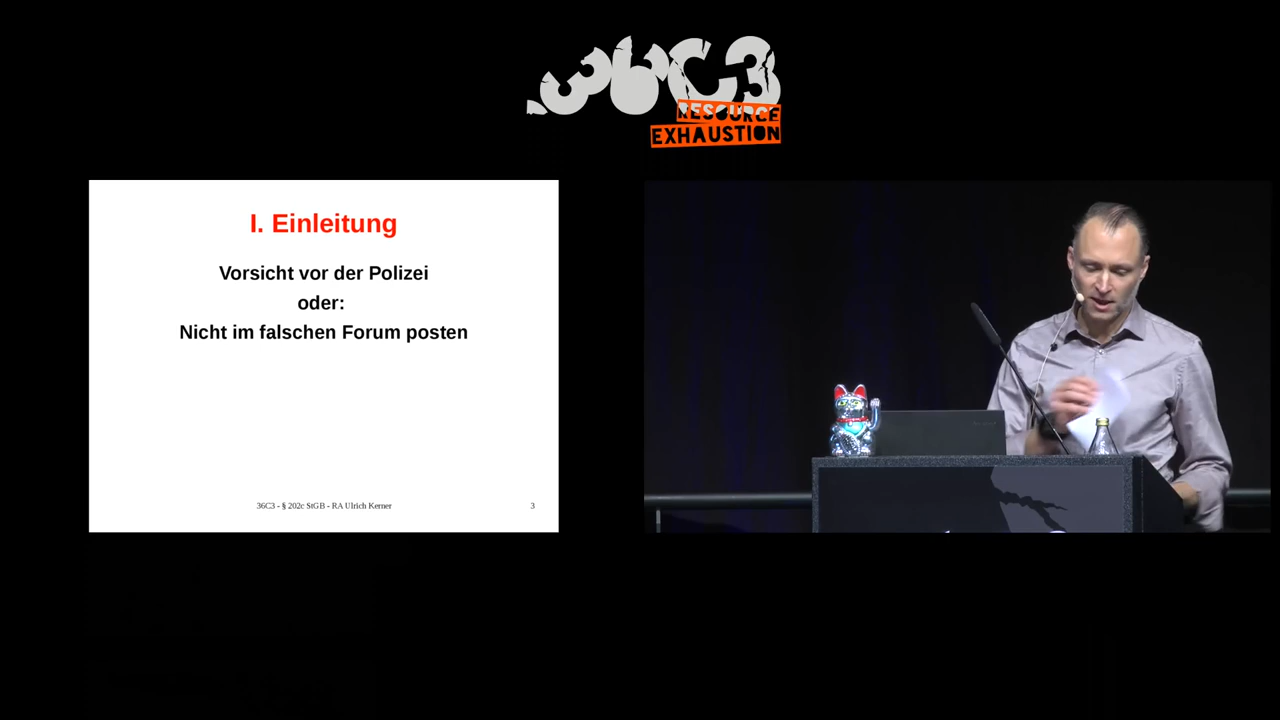 36C3
RESOURCE
EXHAUSTION
I. Einleitung
Vorsicht vor der Polizei
oder:
Nicht im falschen Forum posten
36C3 - § 202c StGB - RA Ulrich Kerner
3